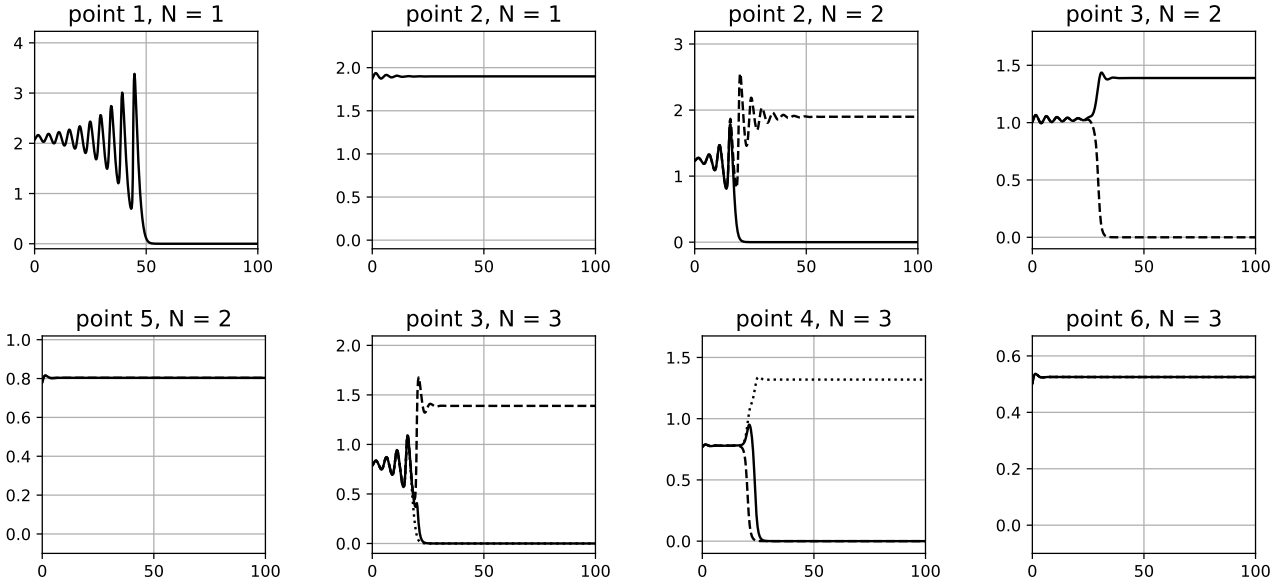 point 1, N = 1
4
3
2
1
0
0 50 100
point 2, N = 1
2.0
1.5
1.0
0.5
0.0
0 50 100
point 2, N = 2
3
2
1
0
0 50 100
point 3, N = 2
1.5
1.0
0.5
0.0
0 50 100
point 5, N = 2
1.0
0.8
0.6
0.4
0.2
0.0
0 50 100
point 3, N = 3
2.0
1.5
1.0
0.5
0.0
0 50 100
point 4, N = 3
1.5
1.0
0.5
0.0
0 50 100
point 6, N = 3
0.6
0.4
0.2
0.0
0 50 100